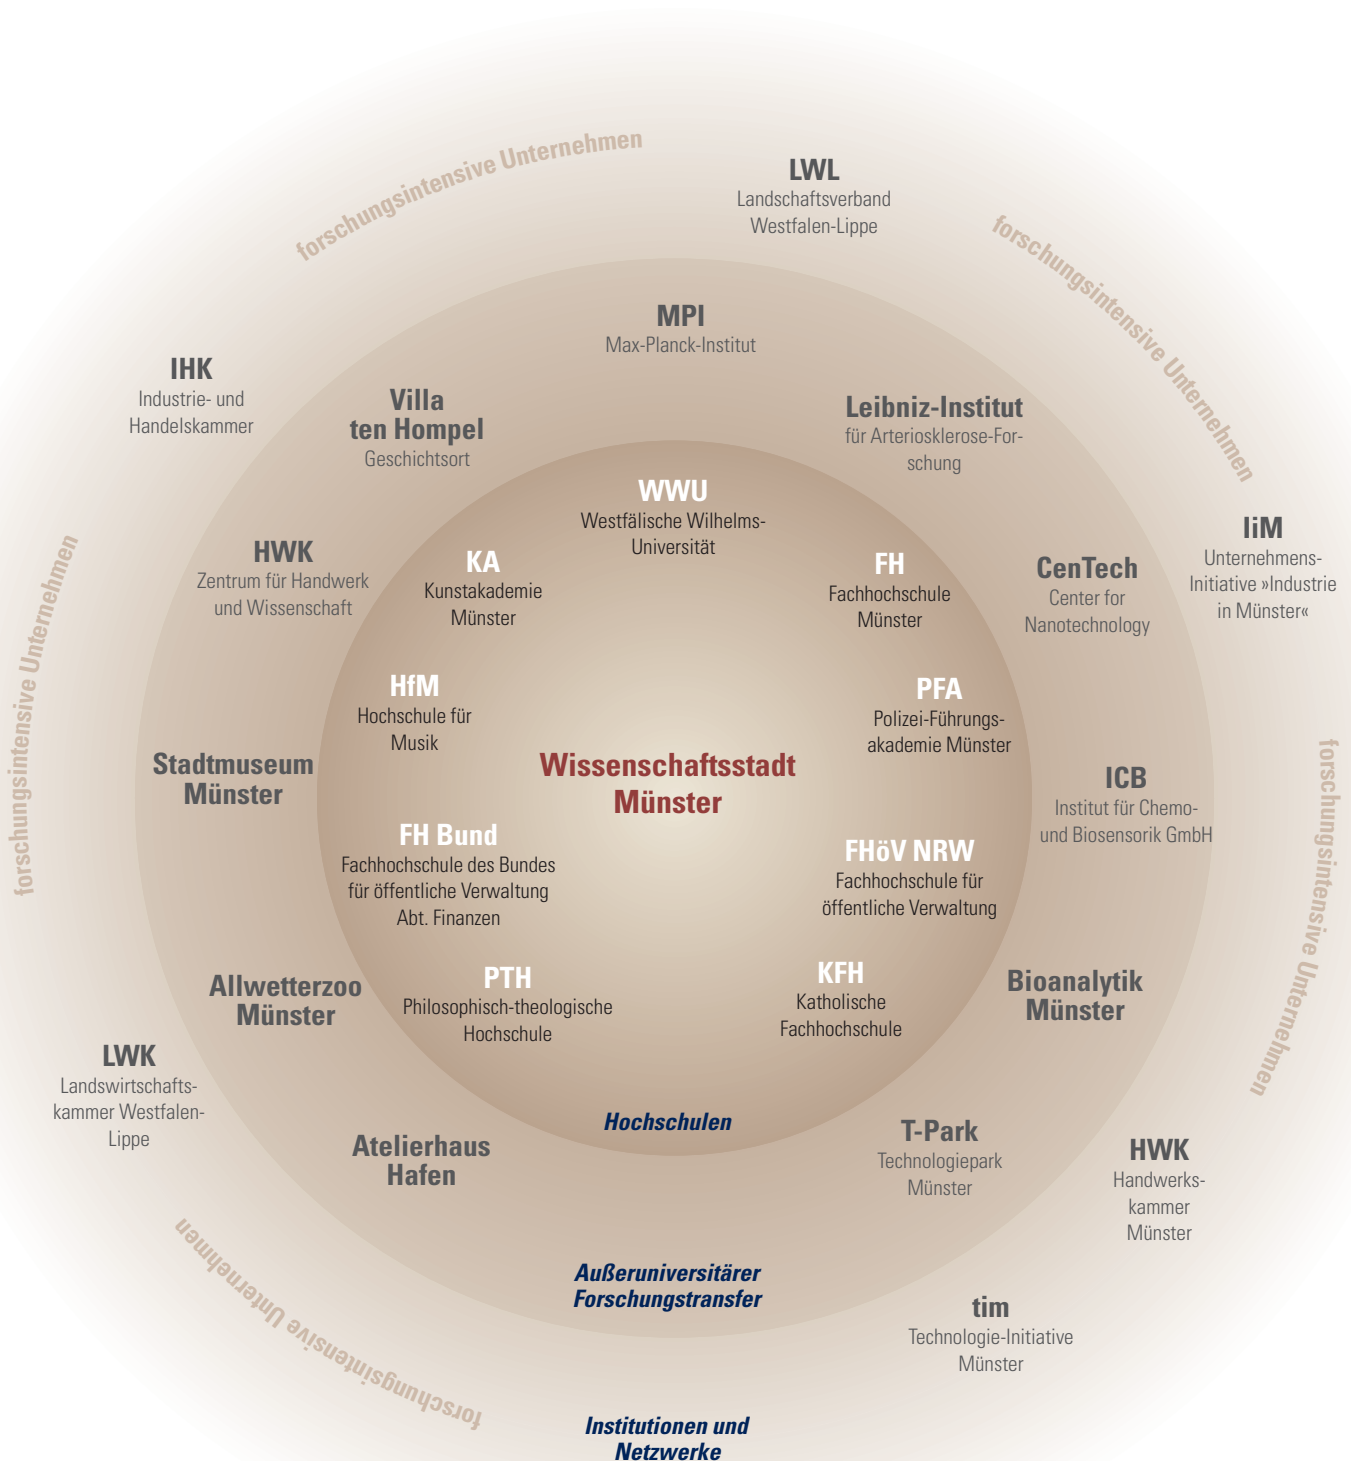 forschungsintensive Unternehmen
LWL
Landschaftsverband
Westfalen-Lippe
forschungsintensive Unternehmen
MPI
Max-Planck-Institut
IHK
Industrie- und
Handelskammer
Villa
ten Hompel
Geschichtsort
Leibniz-Institut
für Arteriosklerose-For-
schung
WWU
Westfälische Wilhelms-
Universität
IiM
Unternehmens-
Initiative »Industrie
in Münster«
HWK
Zentrum für Handwerk
und Wissenschaft
KA
Kunstakademie
Münster
FH
Fachhochschule
Münster
CenTech
Center for
Nanotechnology
forschungsintensive Unternehmen
HfM
Hochschule für
Musik
PFA
Polizei-Führungs-
akademie Münster
Stadtmuseum
Münster
Wissenschaftsstadt
Münster
ICB
Institut für Chemo-
und Biosensorik GmbH
forschungsintensive Unternehmen
FH Bund
Fachhochschule des Bundes
für öffentliche Verwaltung
Abt. Finanzen
FHöV NRW
Fachhochschule für
öffentliche Verwaltung
Allwetterzoo
Münster
PTH
Philosophisch-theologische
Hochschule
KFH
Katholische
Fachhochschule
Bioanalytik
Münster
LWK
Landswirtschafts-
kammer Westfalen-
Lippe
Hochschulen
Atelierhaus
Hafen
T-Park
Technologiepark
Münster
HWK
Handwerks-
kammer
Münster
forschungsintensive Unternehmen
Außeruniversitärer
Forschungstransfer
tim
Technologie-Initiative
Münster
Institutionen und
Netzwerke